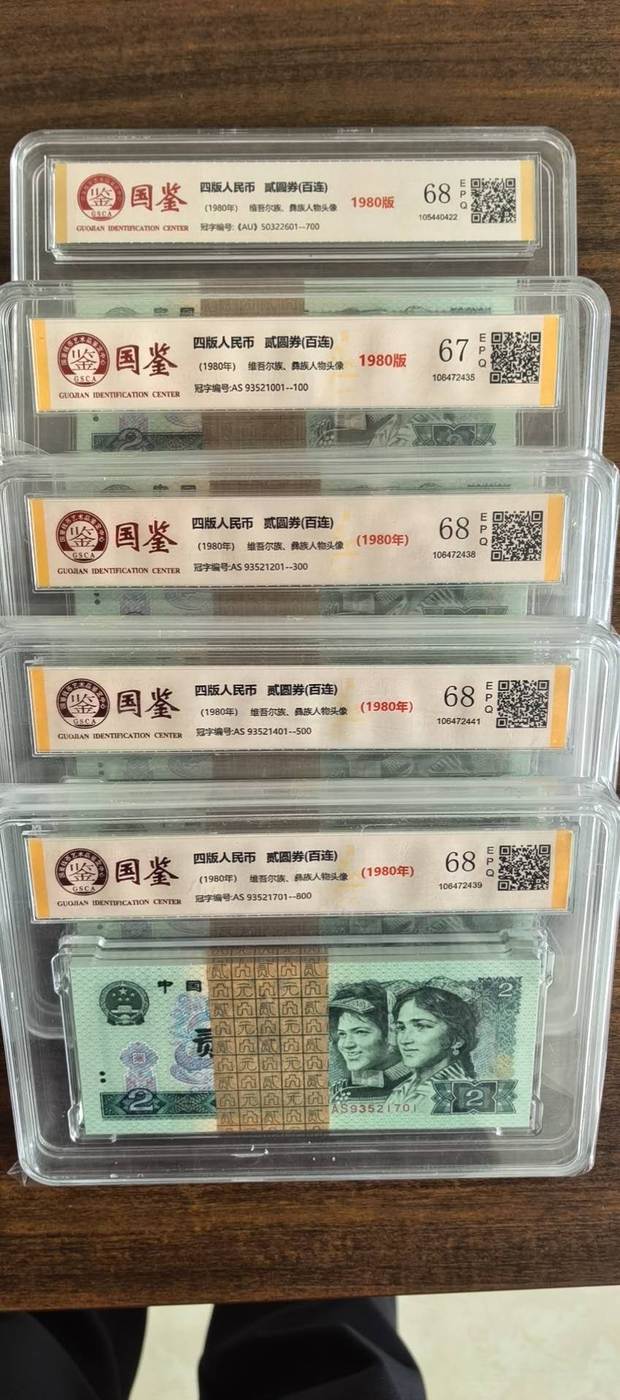 鉴
GSCA
国鉴
GUOJIAN IDENTIFICATION CENTER
四版人民币 贰圆券(百连)
(1980年) 维吾尔族、彝族人物头像
冠字编号:《AU》50322601--700
1980版
68
EPQ
105440422
鉴
GSCA
国鉴
GUOJIAN IDENTIFICATION CENTER
四版人民币 贰圆券(百连)
(1980年) 维吾尔族、彝族人物头像
冠字编号:AS 93521001--100
1980版
67
EPQ
106472435
鉴
GSCA
国鉴
GUOJIAN IDENTIFICATION CENTER
四版人民币 贰圆券(百连)
(1980年) 维吾尔族、彝族人物头像
冠字编号:AS 93521201--300
(1980年)
68
EPQ
106472438
鉴
GSCA
国鉴
GUOJIAN IDENTIFICATION CENTER
四版人民币 贰圆券(百连)
(1980年) 维吾尔族、彝族人物头像
冠字编号:AS 93521401--500
(1980年)
68
EPQ
106472441
鉴
GSCA
国鉴
GUOJIAN IDENTIFICATION CENTER
四版人民币 贰圆券(百连)
(1980年) 维吾尔族、彝族人物头像
冠字编号:AS 93521701--800
(1980年)
68
EPQ
106472439
中国
2
2
AS93521701
2